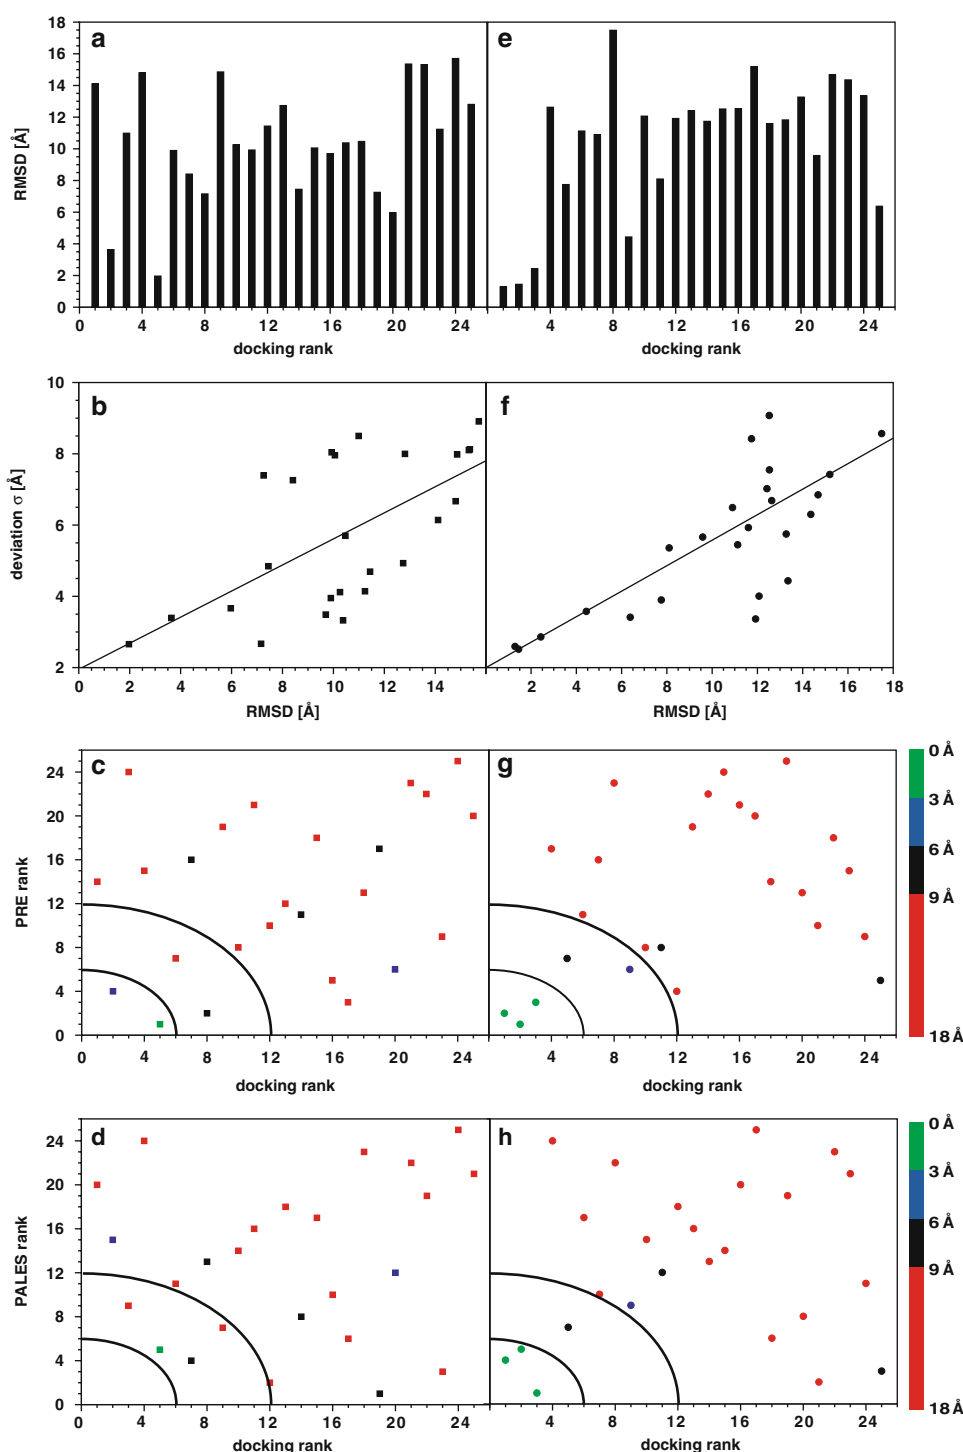 a
e
RMSD [Å]
18
16
14
12
10
8
6
4
2
0
0 4 8 12 16 20 24
4 8 12 16 20 24
docking rank
docking rank
b
f
deviation σ [Å]
10
8
6
4
2
0 2 4 6 8 10 12 14
2 4 6 8 10 12 14 16 18
RMSD [Å]
RMSD [Å]
c
g
PRE rank
24
20
16
12
8
4
0
0 4 8 12 16 20 24
4 8 12 16 20 24
docking rank
docking rank
0 Å
3 Å
6 Å
9 Å
18 Å
d
h
PALES rank
24
20
16
12
8
4
0
0 4 8 12 16 20 24
4 8 12 16 20 24
docking rank
docking rank
0 Å
3 Å
6 Å
9 Å
18 Å